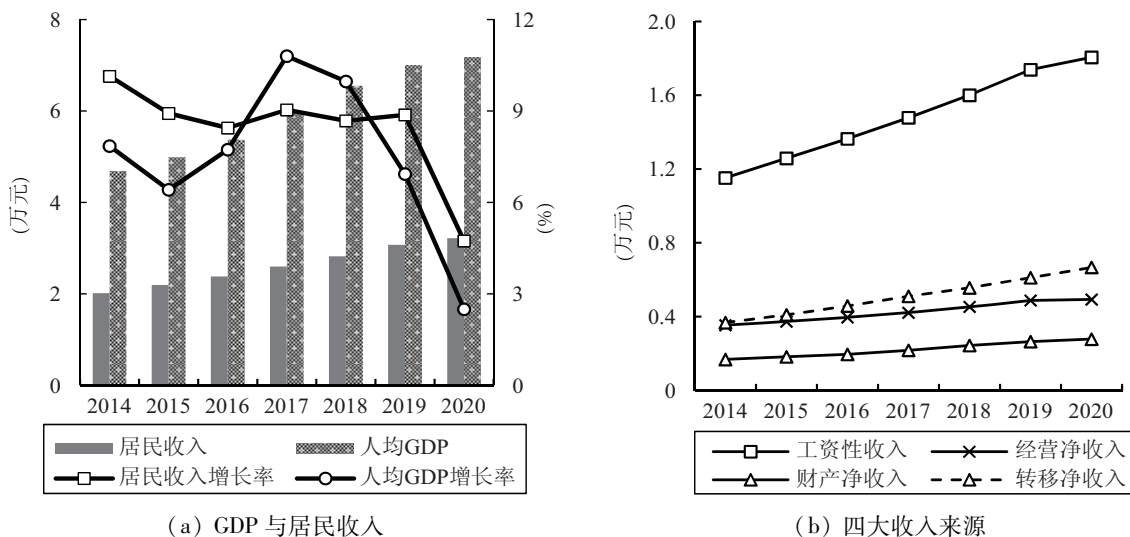 8
6
4
2
0
(万元)
12
9
6
3
0
(%)
2014 2015 2016 2017 2018 2019 2020
居民收入 人均GDP
居民收入增长率 人均GDP增长率
(a) GDP 与居民收入
2.0
1.6
1.2
0.8
0.4
0
(万元)
2014 2015 2016 2017 2018 2019 2020
工资性收入 经营净收入
财产净收入 转移净收入
(b) 四大收入来源